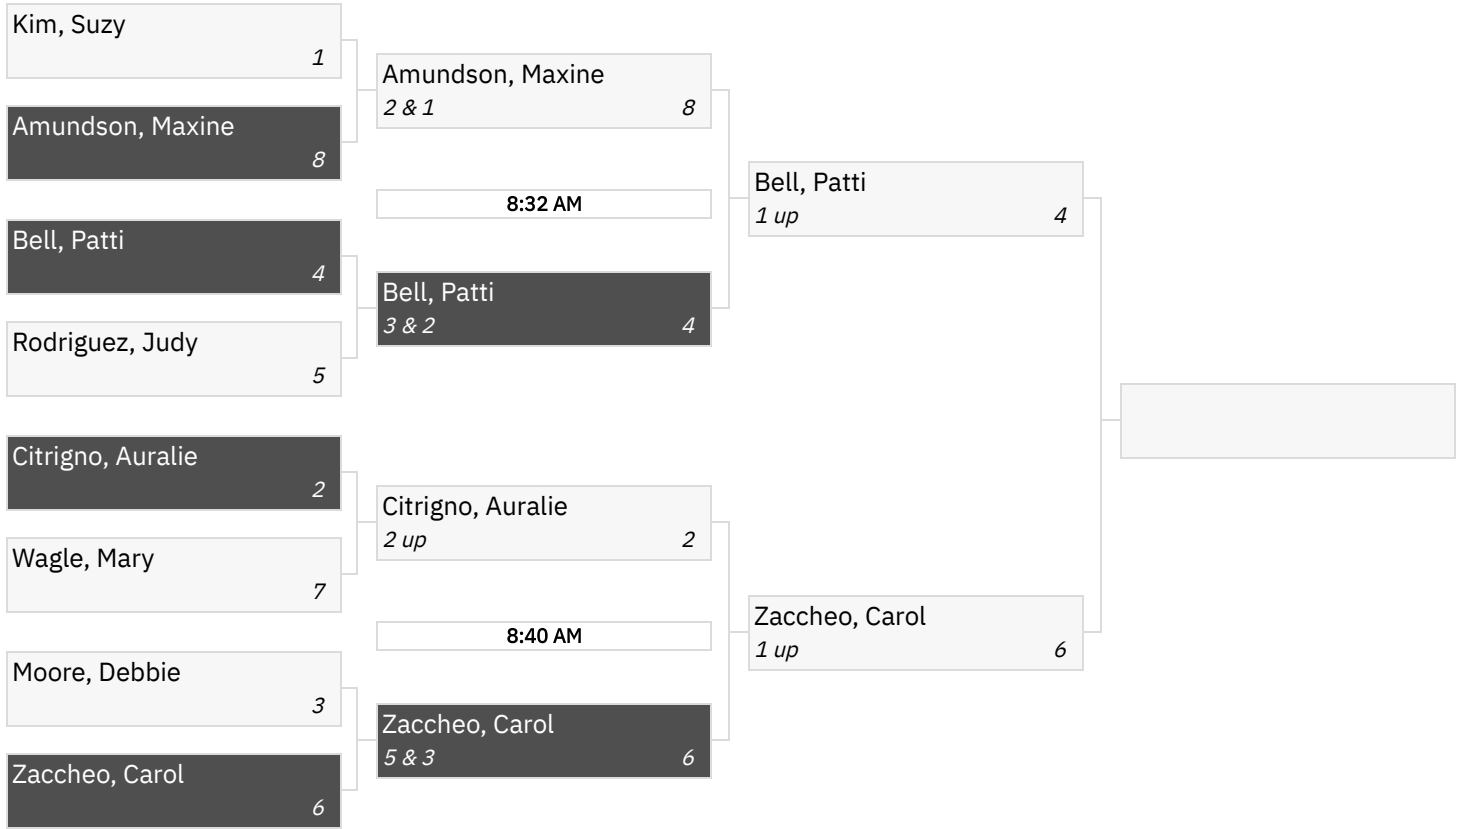 Kim, Suzy
1
Amundson, Maxine
8
Bell, Patti
4
Rodriguez, Judy
5
Citrigno, Auralie
2
Wagle, Mary
7
Moore, Debbie
3
Zaccheo, Carol
6
Amundson, Maxine
2 & 1 8
8:32 AM
Bell, Patti
3 & 2 4
Citrigno, Auralie
2 up 2
8:40 AM
Zaccheo, Carol
5 & 3 6
Bell, Patti
1 up 4
Zaccheo, Carol
1 up 6